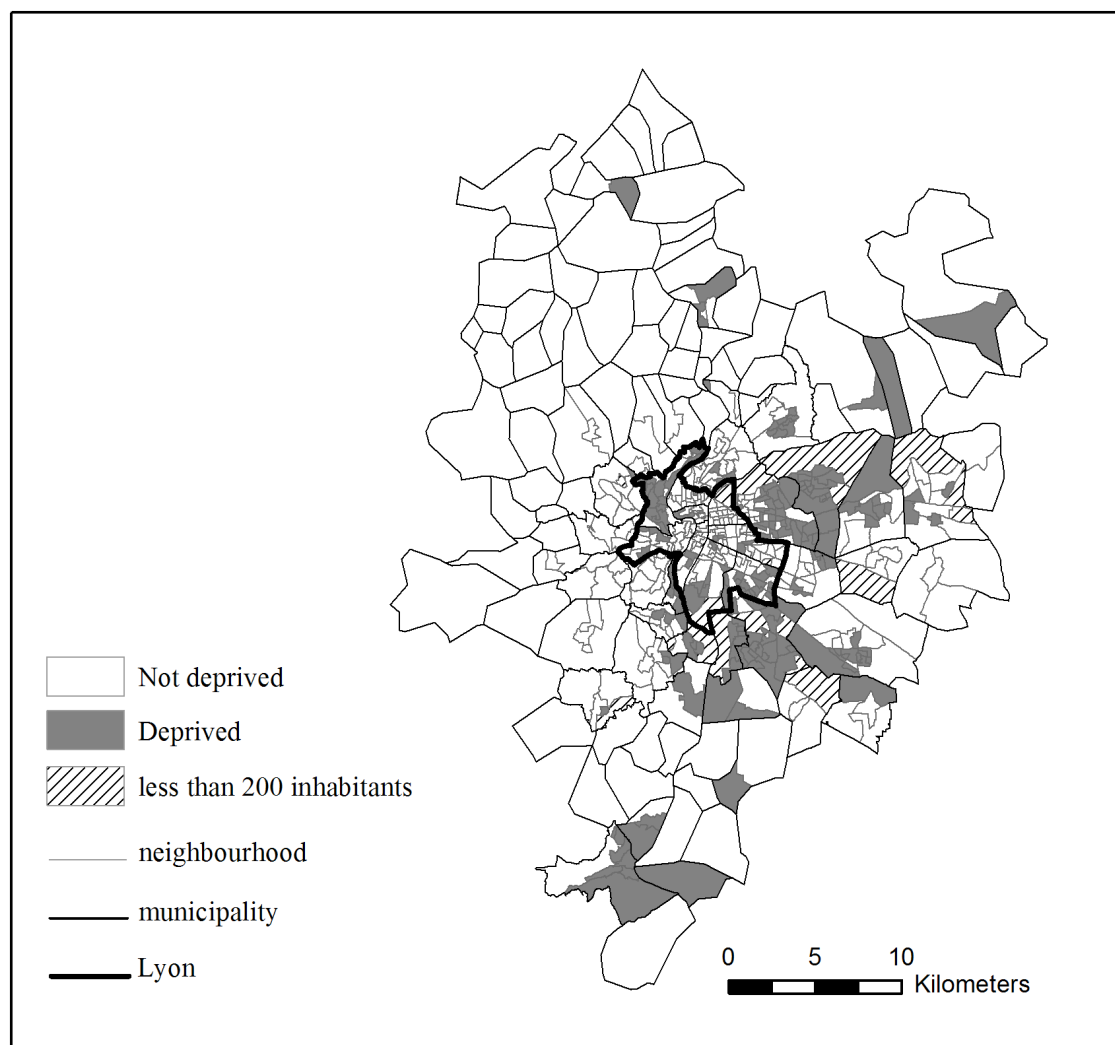 Not deprived
Deprived
less than 200 inhabitants
neighbourhood
municipality
Lyon
0 5 10
Kilometers